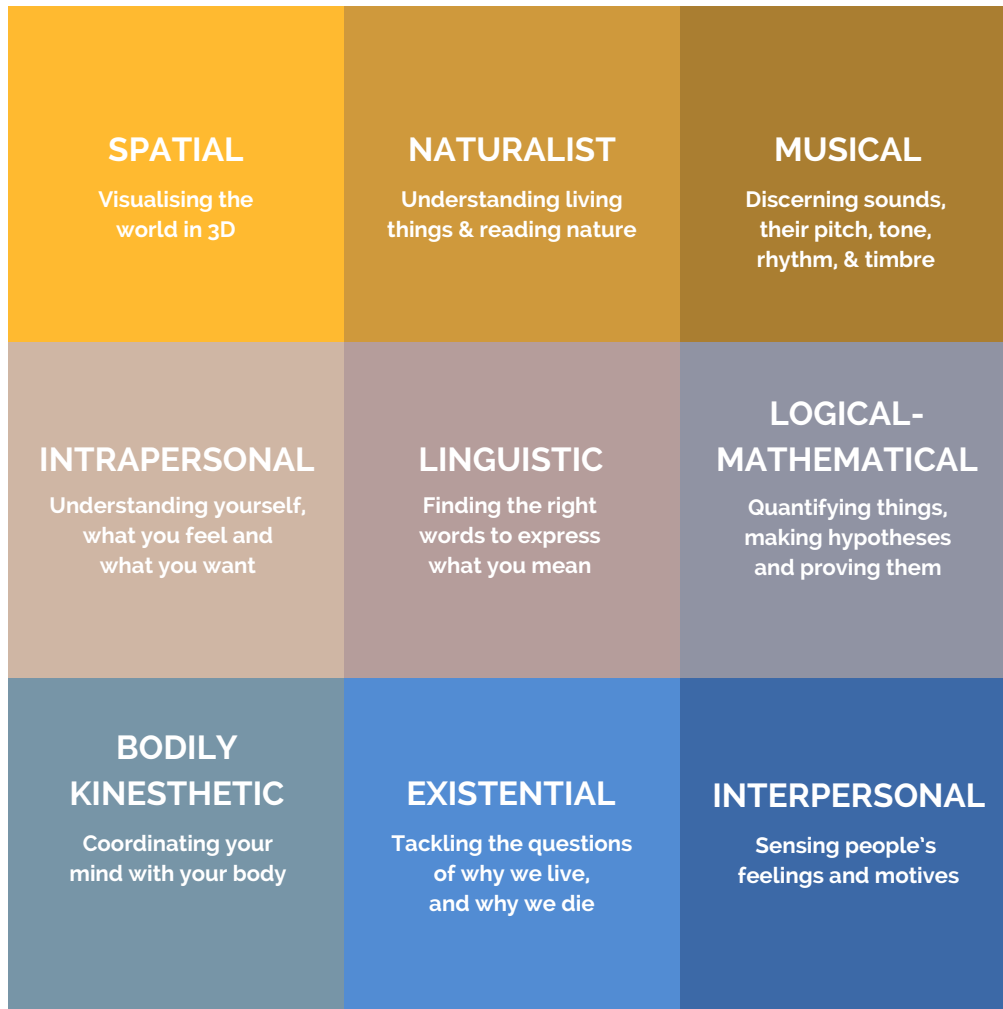 SPATIAL
Visualising the
world in 3D
NATURALIST
Understanding living
things & reading nature
MUSICAL
Discerning sounds,
their pitch, tone,
rhythm, & timbre
INTRAPERSONAL
Understanding yourself,
what you feel and
what you want
LINGUISTIC
Finding the right
words to express
what you mean
LOGICAL-
MATHEMATICAL
Quantifying things,
making hypotheses
and proving them
BODILY
KINESTHETIC
Coordinating your
mind with your body
EXISTENTIAL
Tackling the questions
of why we live,
and why we die
INTERPERSONAL
Sensing people's
feelings and motives